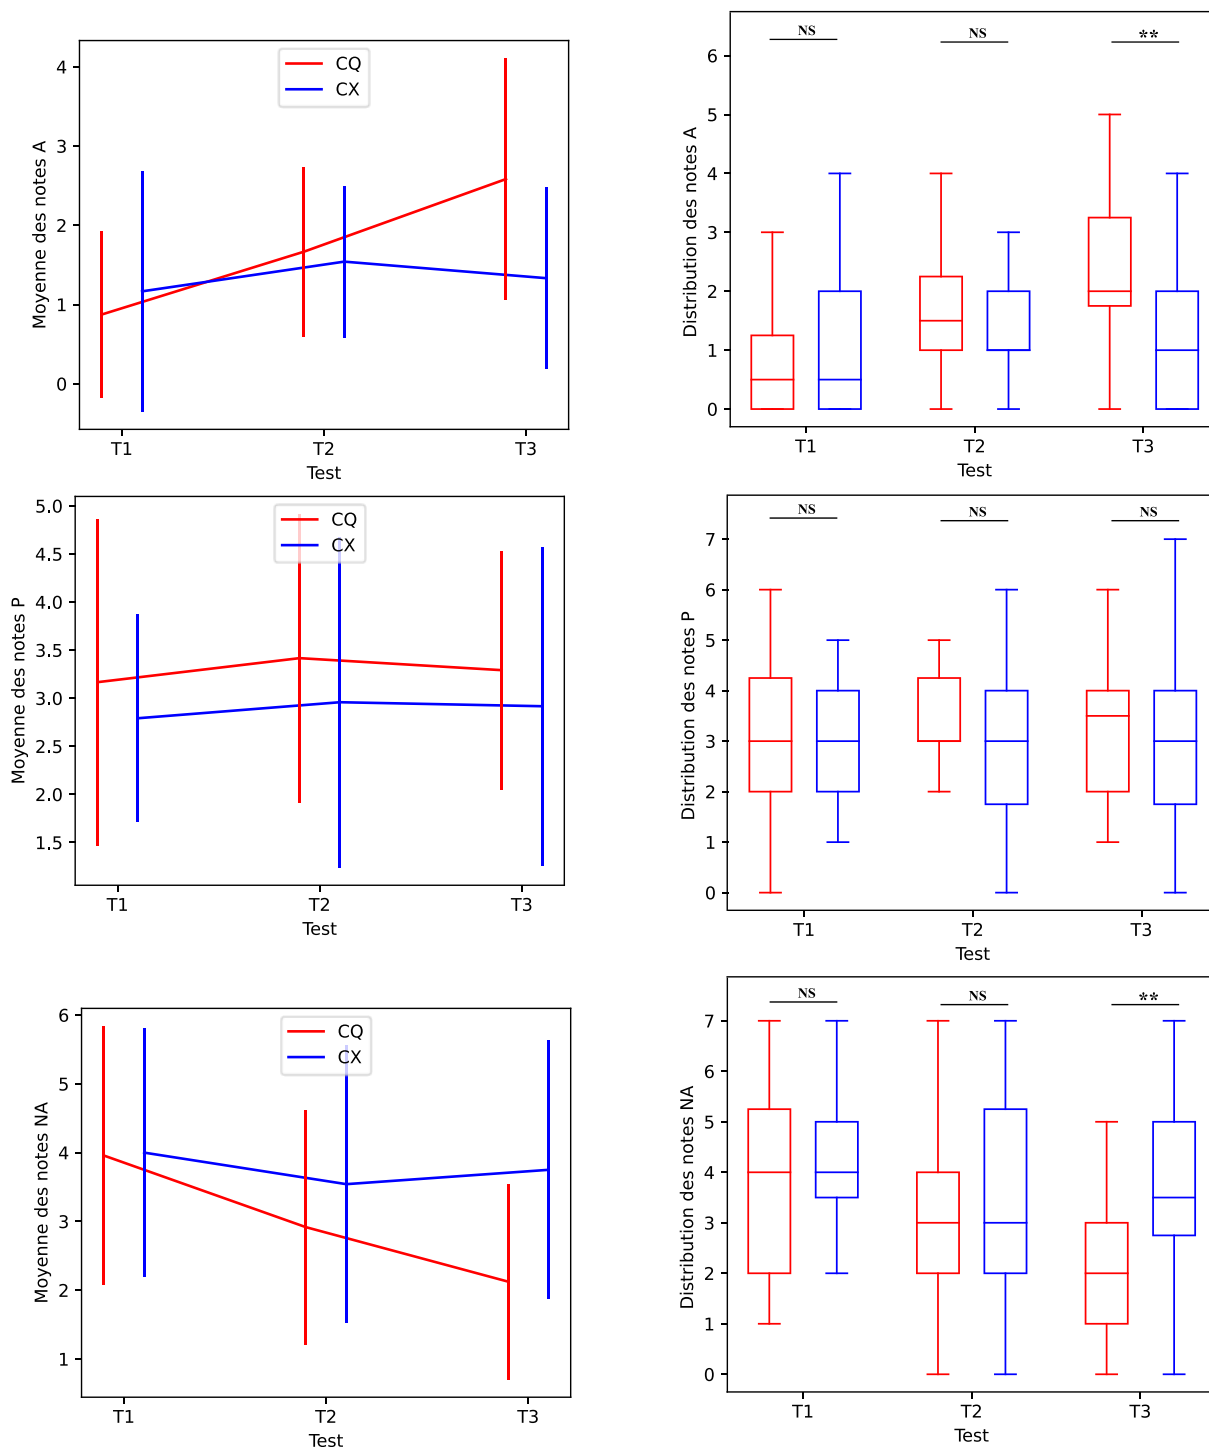 CQ
CX
4
3
2
1
0
Moyenne des notes A
T1 T2 T3
Test
NS NS **
6
5
4
3
2
1
0
Distribution des notes A
T1 T2 T3
Test
CQ
CX
5.0
4.5
4.0
3.5
3.0
2.5
2.0
1.5
Moyenne des notes P
T1 T2 T3
Test
NS NS NS
7
6
5
4
3
2
1
0
Distribution des notes P
T1 T2 T3
Test
CQ
CX
6
5
4
3
2
1
Moyenne des notes NA
T1 T2 T3
Test
NS NS **
7
6
5
4
3
2
1
0
Distribution des notes NA
T1 T2 T3
Test